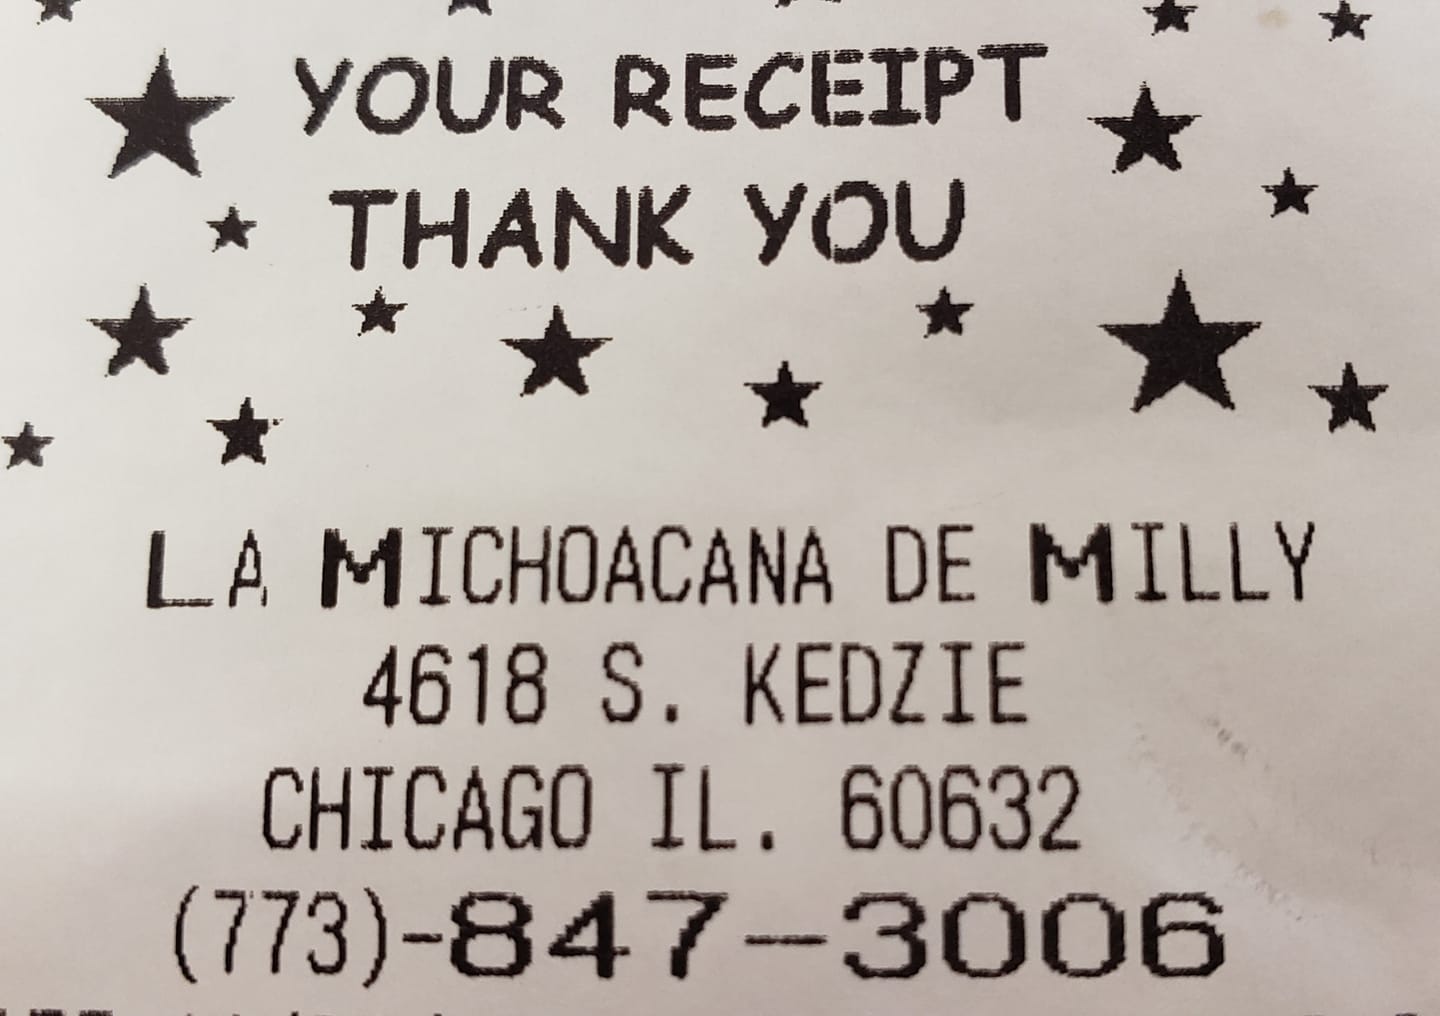 YOUR RECEIPT
THANK YOU
LA MICHOACANA DE MILLY
4618 S. KEDZIE
CHICAGO IL. 60632
(773)-847-3006